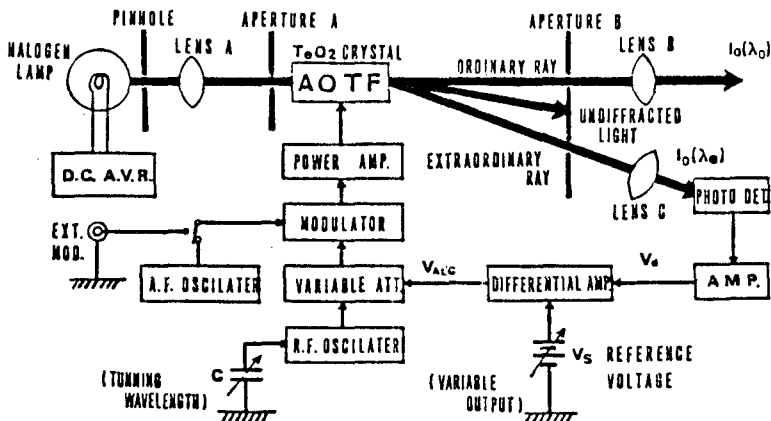 PINHOLE
APERTURE A
APERTURE B
HALOGEN
LAMP
LENS A
TeO2 CRYSTAL
AOTF
ORDINARY RAY
LENS B
I0(λ0)
UNDIFFRACTED
LIGHT
D.C. A.V.R.
POWER AMP.
EXTRAORDINARY
RAY
I0(λe)
LENS C
PHOTO DET.
EXT.
MOD.
MODULATOR
A.F. OSCILATER
VARIABLE ATT.
VALC
DIFFERENTIAL AMP.
Vd
AMP.
R.F. OSCILATER
C
(TUNNING
WAVELENGTH)
VS
REFERENCE
VOLTAGE
(VARIABLE
OUTPUT)